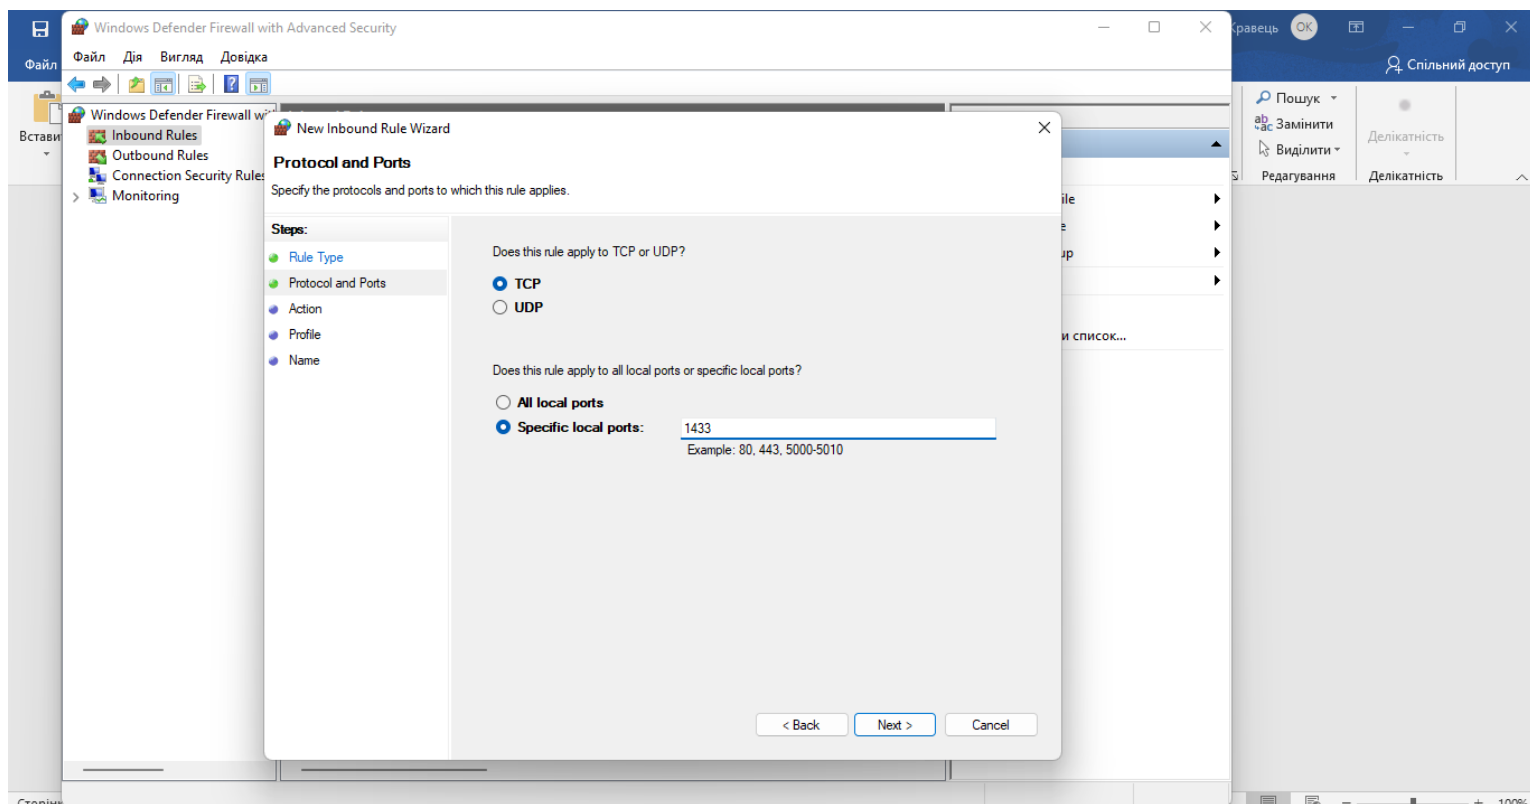 Windows Defender Firewall with Advanced Security
Кравець OK
Файл
Файл Дія Вигляд Довідка
Спільний доступ
Windows Defender Firewall
Inbound Rules
Outbound Rules
Connection Security Rules
Monitoring
New Inbound Rule Wizard
Protocol and Ports
Specify the protocols and ports to which this rule applies.
Steps:
Rule Type
Protocol and Ports
Action
Profile
Name
Does this rule apply to TCP or UDP?
TCP
UDP
Does this rule apply to all local ports or specific local ports?
All local ports
Specific local ports: 1433
Example: 80, 443, 5000-5010
< Back Next > Cancel
список...
Пошук
Замінити
Виділити
Редагування
Делікатність
Делікатність
100%